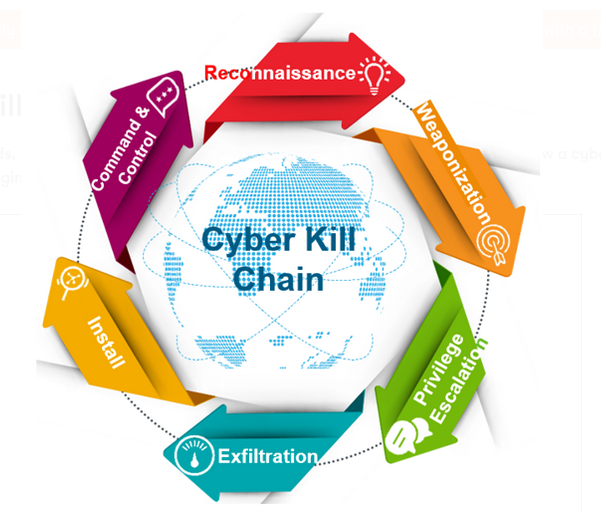 Reconnaissance
Weaponization
Privilege
Escalation
Exfiltration
Install
Command &
Control
Cyber Kill
Chain